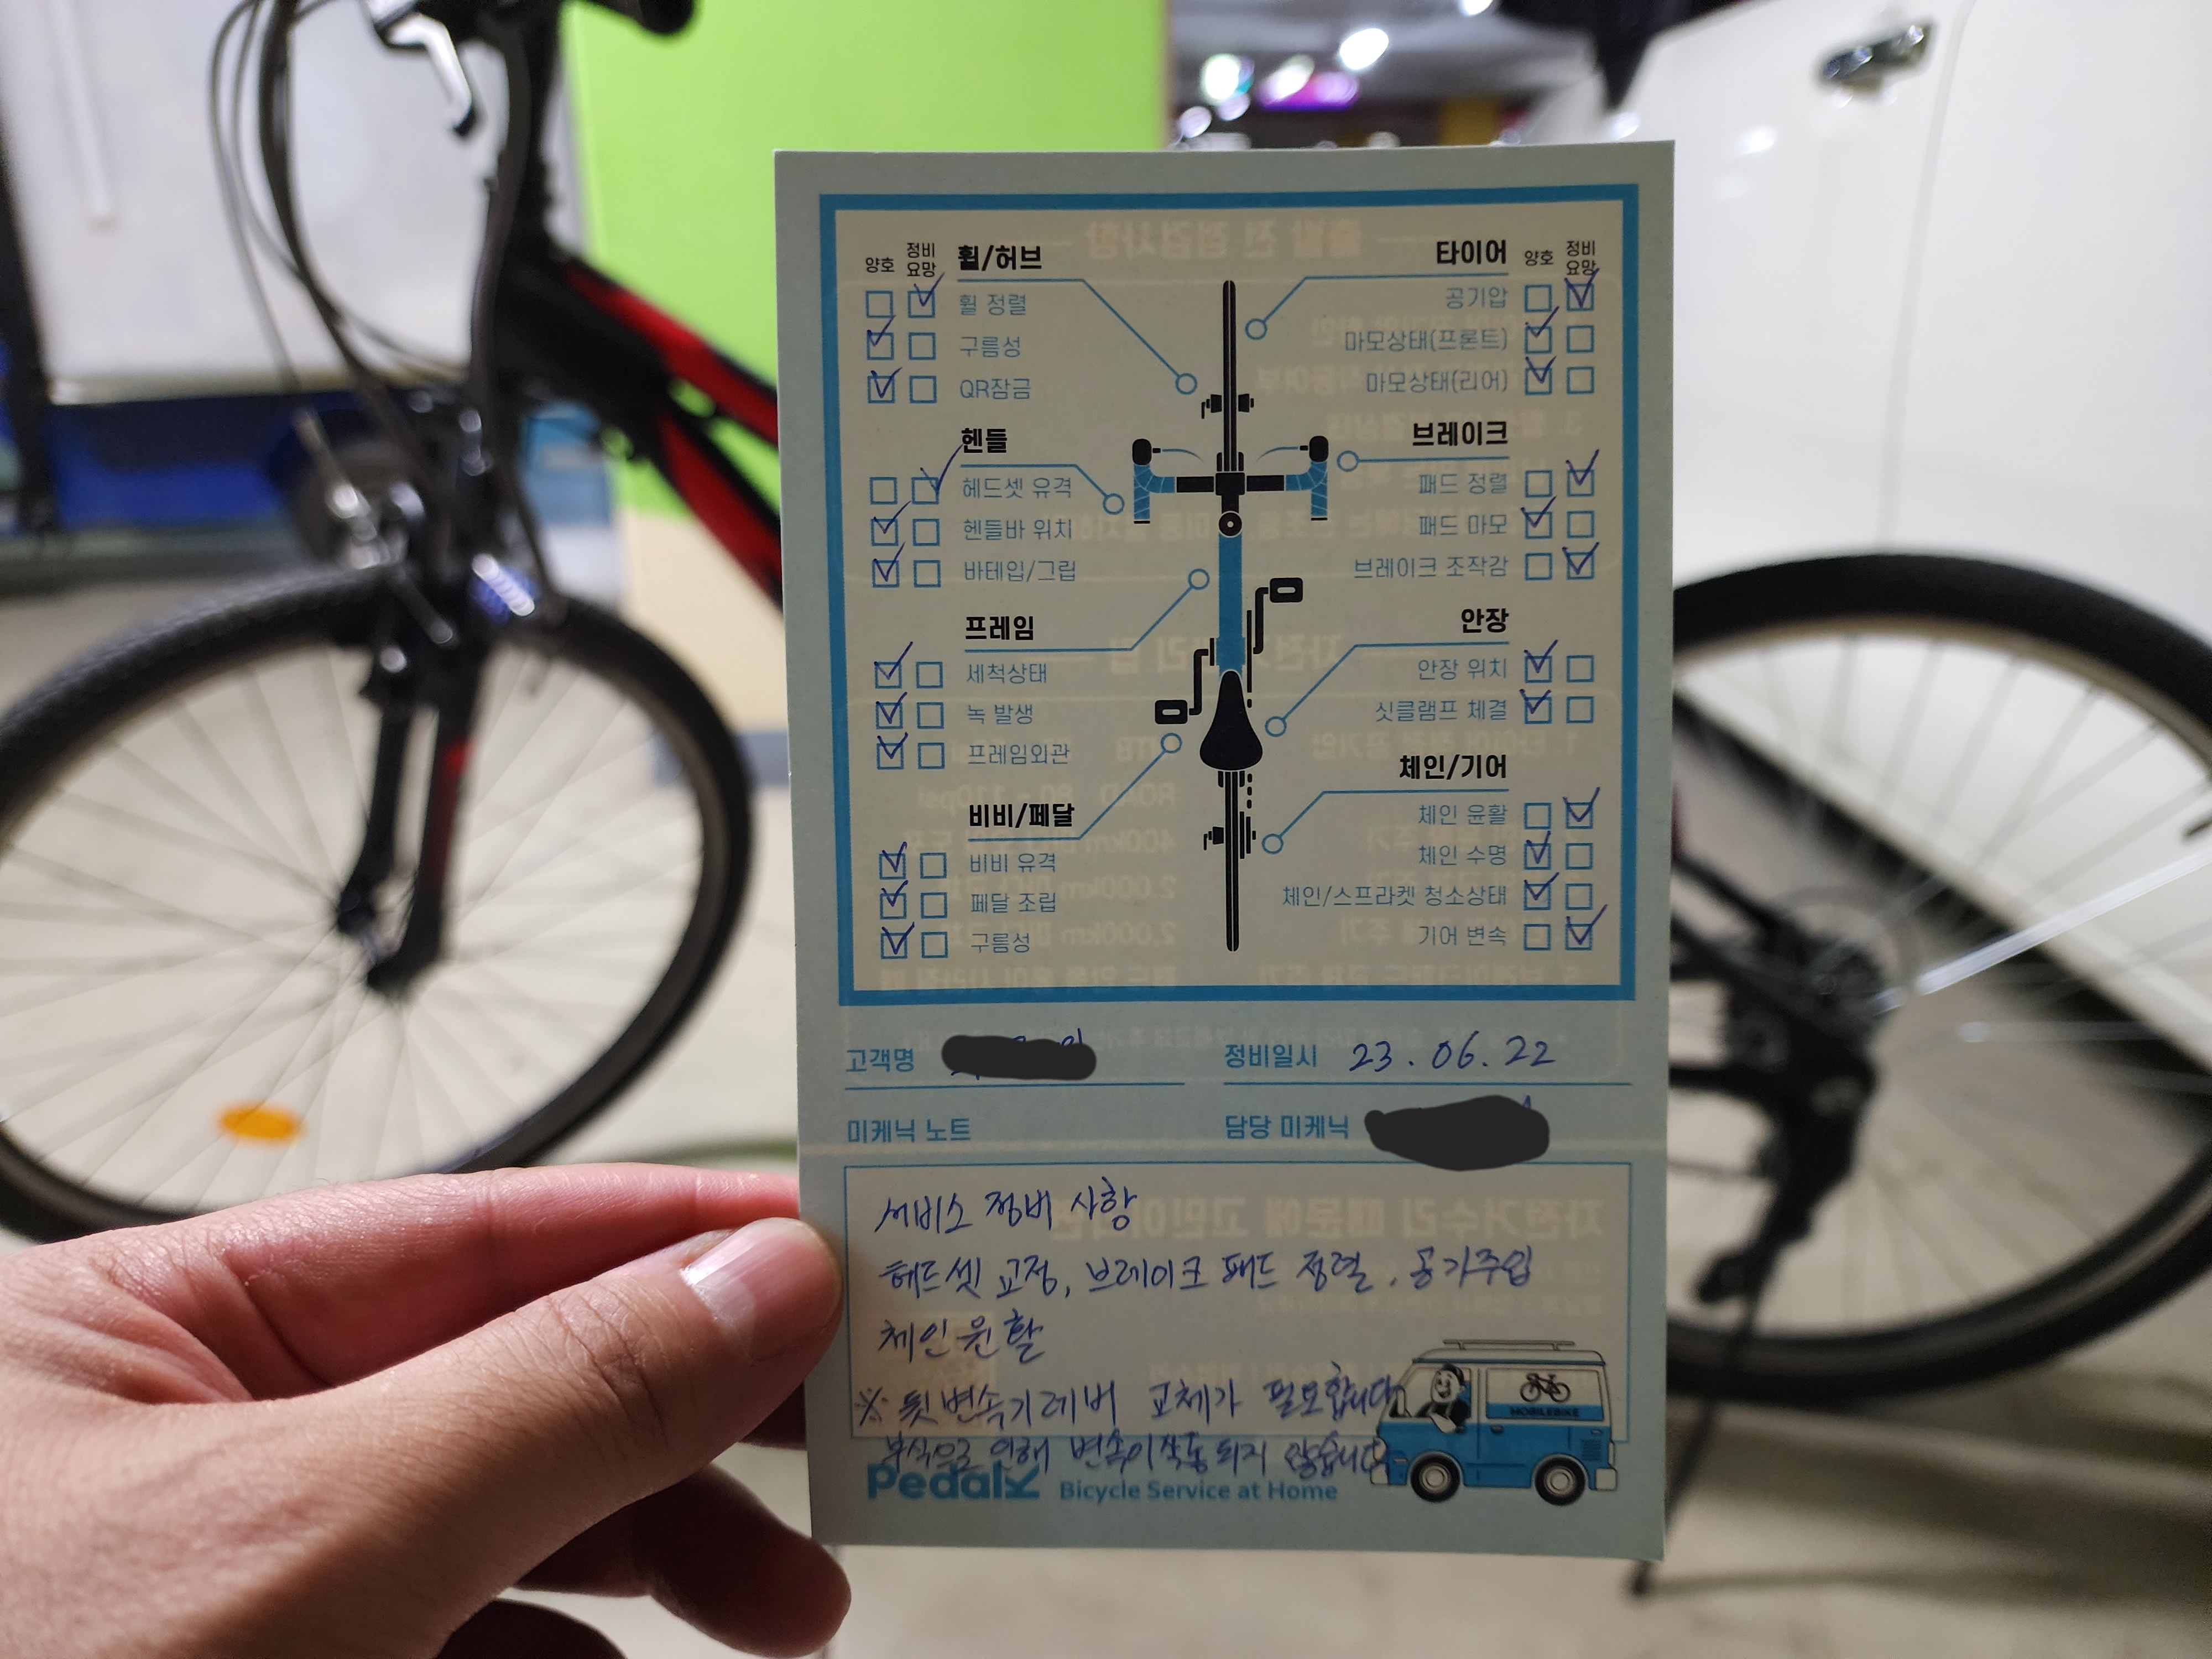 양호
정비
요망
휠/허브
휠 정렬
구름성
QR잠금
헨들
헤드셋 유격
헨들바 위치
바테입/그립
프레임
세척상태
녹 발생
프레임외관
비비/페달
비비 유격
페달 조립
구름성
타이어
양호
정비
요망
공기압
마모상태(프론트)
마모상태(리어)
브레이크
패드 정렬
패드 마모
브레이크 조작감
안장
안장 위치
싯클램프 체결
체인/기어
체인 윤활
체인 수명
체인/스프라켓 청소상태
기어 변속
고객명
정비일시 23.06.22
미케닉 노트
담당 미케닉
서비스 정비 사항
헤드셋 교정, 브레이크 패드 정렬, 공기주입
체인 윤활
※ 뒷변속기레버 교체가 필요합니다
부식으로 인해 변속이 작동되지 않습니다
MOBILEBIKE
PedalK Bicycle Service at Home